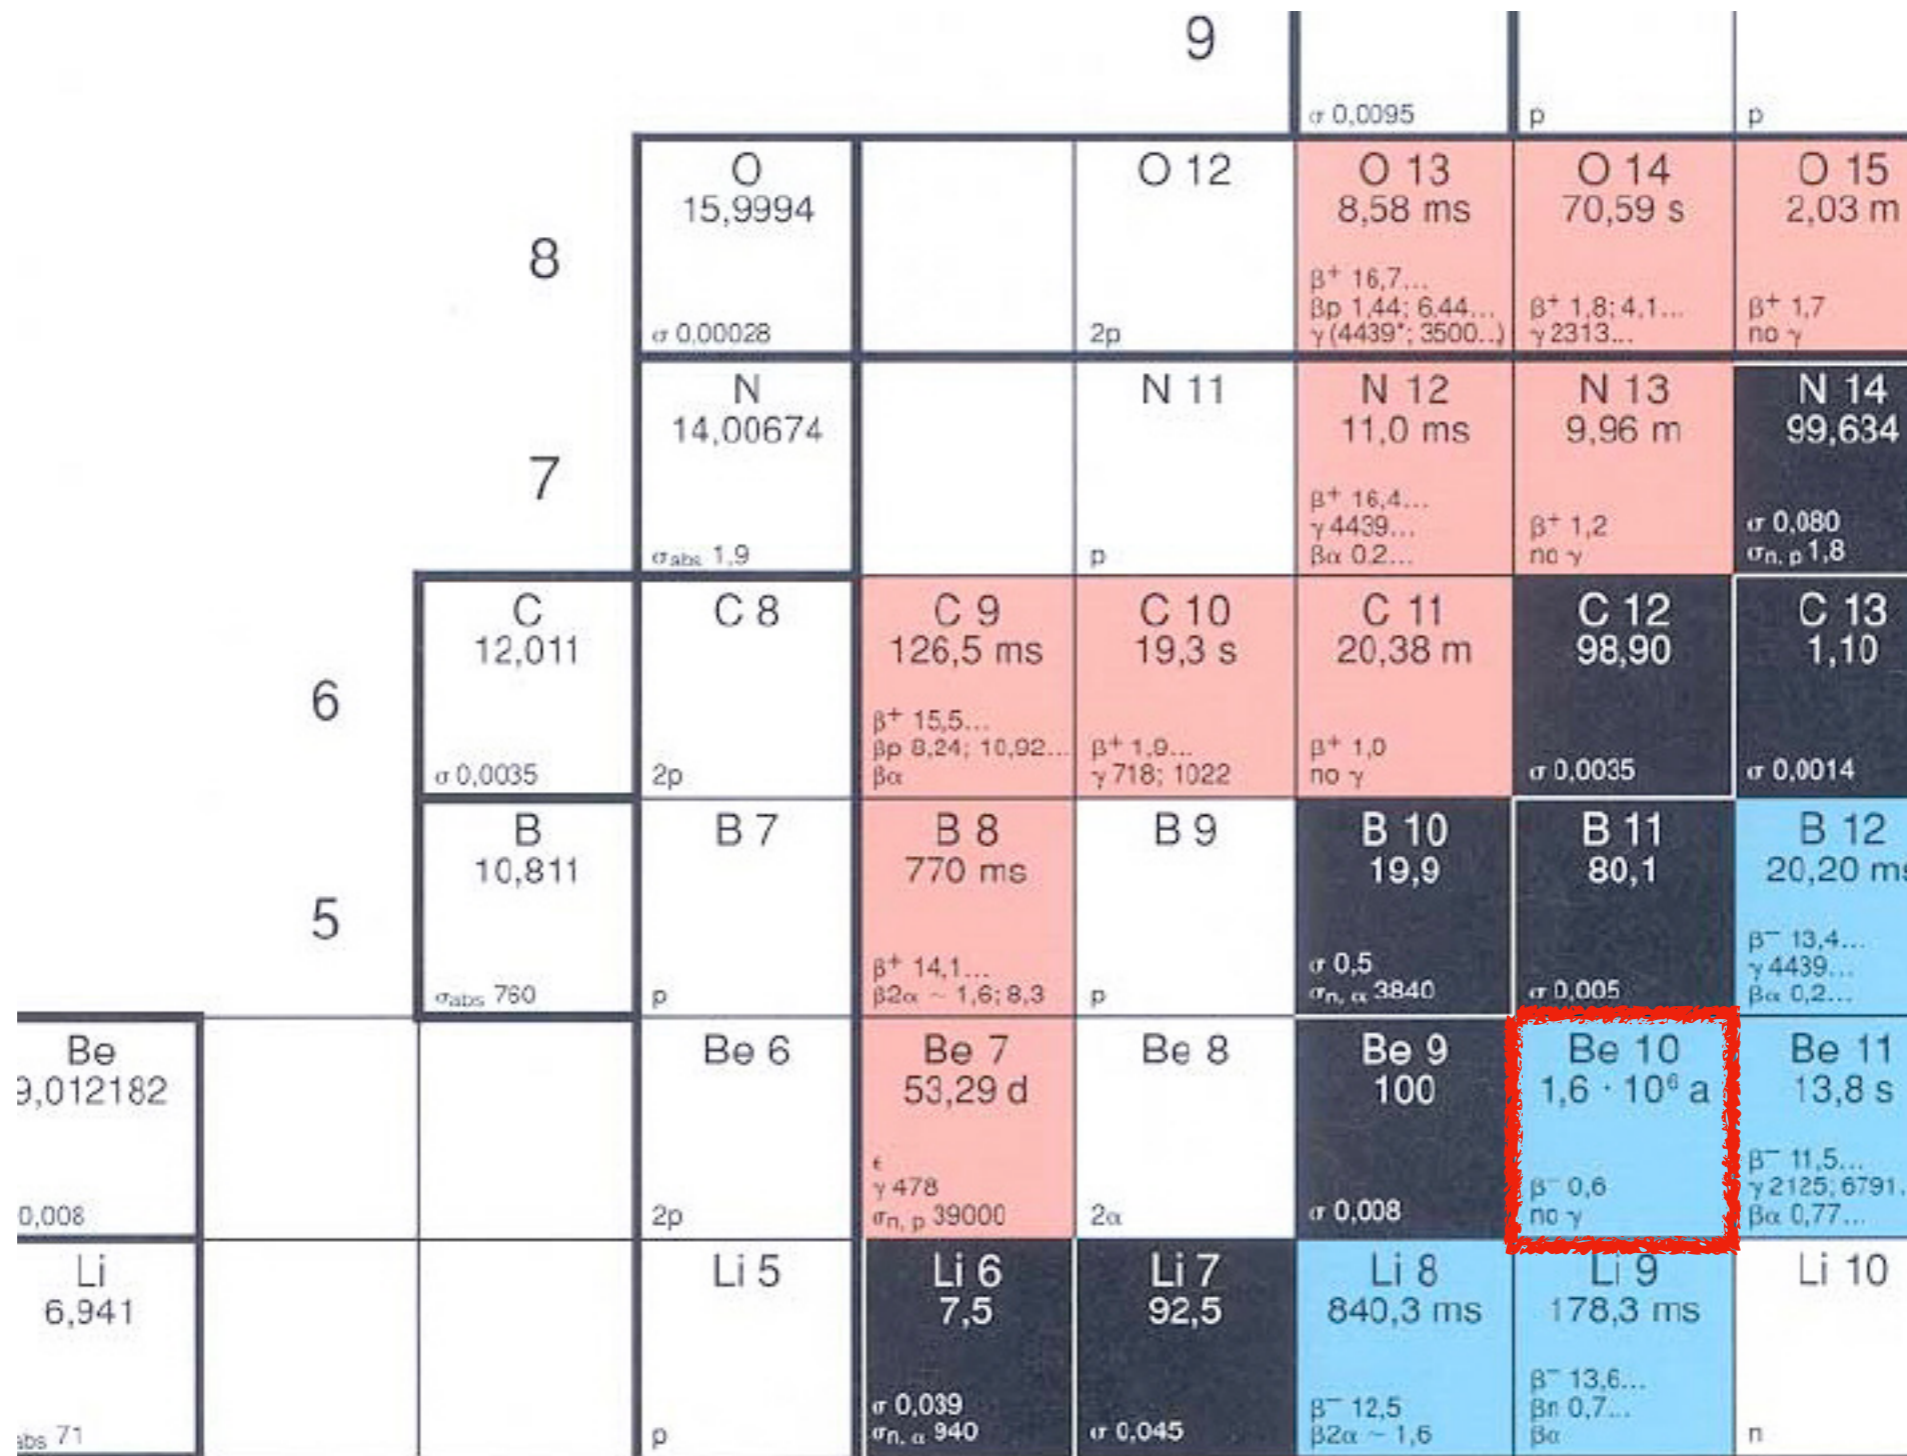 9
σ 0,0095
p
p
8
O
15,9994
σ 0,00028
O 12
2p
O 13
8,58 ms
β+ 16,7...
βp 1,44; 6,44...
γ (4439*; 3500..)
O 14
70,59 s
β+ 1,8; 4,1...
γ 2313...
O 15
2,03 m
β+ 1,7
no γ
7
N
14,00674
σabs 1,9
N 11
p
N 12
11,0 ms
β+ 16,4...
γ 4439...
βα 0,2...
N 13
9,96 m
β+ 1,2
no γ
N 14
99,634
σ 0,080
σn, p 1,8
6
C
12,011
σ 0,0035
C 8
2p
C 9
126,5 ms
β+ 15,5...
βp 8,24; 10,92...
βα
C 10
19,3 s
β+ 1,9...
γ 718; 1022
C 11
20,38 m
β+ 1,0
no γ
C 12
98,90
σ 0,0035
C 13
1,10
σ 0,0014
5
B
10,811
σabs 760
B 7
p
B 8
770 ms
β+ 14,1...
β2α ~ 1,6; 8,3
B 9
p
B 10
19,9
σ 0,5
σn, α 3840
B 11
80,1
σ 0,005
B 12
20,20 ms
β− 13,4...
γ 4439...
βα 0,2...
Be
9,012182
0,008
Be 6
2p
Be 7
53,29 d
ϵ
γ 478
σn, p 39000
Be 8
2α
Be 9
100
σ 0,008
Be 10
1,6 · 10⁶ a
β− 0,6
no γ
Be 11
13,8 s
β− 11,5...
γ 2125; 6791.
βα 0,77...
Li
6,941
abs 71
Li 5
p
Li 6
7,5
σ 0,039
σn, α 940
Li 7
92,5
σ 0,045
Li 8
840,3 ms
β− 12,5
β2α ~ 1,6
Li 9
178,3 ms
β− 13,6...
βn 0,7...
βα
Li 10
n